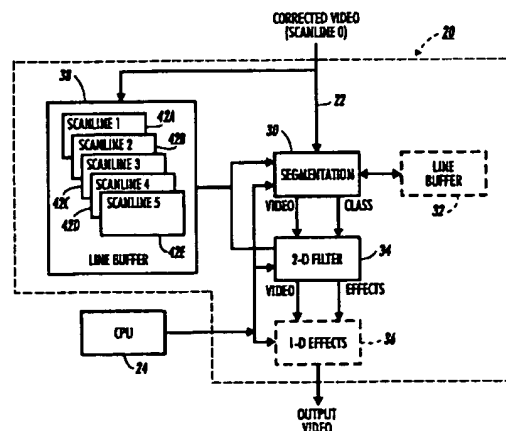 CORRECTED VIDEO
(SCANLINE 0)
20
38
22
SCANLINE 1
42A
SCANLINE 2
42B
SCANLINE 3
SCANLINE 4
SCANLINE 5
42C
42D
42E
LINE BUFFER
30
SEGMENTATION
LINE
BUFFER
32
VIDEO
CLASS
2-D FILTER
34
VIDEO
EFFECTS
CPU
24
1-D EFFECTS
36
OUTPUT
VIDEO